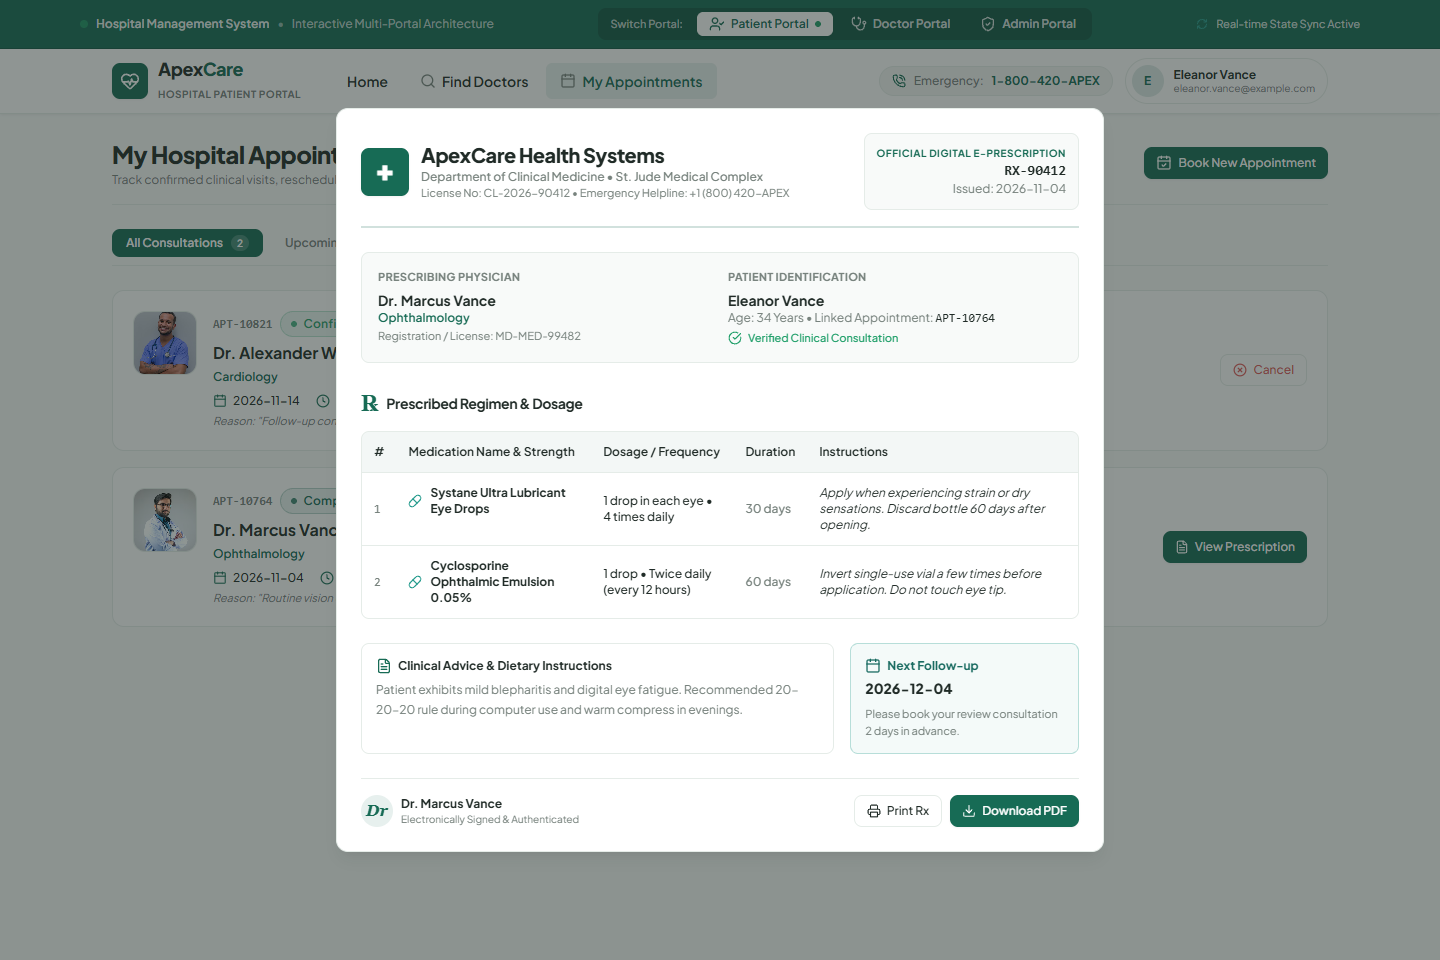 Hospital Management System • Interactive Multi-Portal Architecture
Switch Portal: Patient Portal Doctor Portal Admin Portal
Real-time State Sync Active
ApexCare
HOSPITAL PATIENT PORTAL
Home Find Doctors My Appointments
Emergency: 1-800-420-APEX
E
Eleanor Vance
eleanor.vance@example.com
My Hospital Appoint
Track confirmed clinical visits, reschedul
Book New Appointment
All Consultations 2 Upcomin
APT-10821 Confi
Dr. Alexander W
Cardiology
2026-11-14
Reason: "Follow-up con
Cancel
APT-10764 Comp
Dr. Marcus Vanc
Ophthalmology
2026-11-04
Reason: "Routine vision
View Prescription
ApexCare Health Systems
Department of Clinical Medicine • St. Jude Medical Complex
License No: CL-2026-90412 • Emergency Helpline: +1 (800) 420-APEX
OFFICIAL DIGITAL E-PRESCRIPTION
RX-90412
Issued: 2026-11-04
PRESCRIBING PHYSICIAN
Dr. Marcus Vance
Ophthalmology
Registration / License: MD-MED-99482
PATIENT IDENTIFICATION
Eleanor Vance
Age: 34 Years • Linked Appointment: APT-10764
Verified Clinical Consultation
℞ Prescribed Regimen & Dosage
# Medication Name & Strength Dosage / Frequency Duration Instructions
1
Systane Ultra Lubricant
Eye Drops
1 drop in each eye •
4 times daily
30 days
Apply when experiencing strain or dry
sensations. Discard bottle 60 days after
opening.
2
Cyclosporine
Ophthalmic Emulsion
0.05%
1 drop • Twice daily
(every 12 hours)
60 days
Invert single-use vial a few times before
application. Do not touch eye tip.
Clinical Advice & Dietary Instructions
Patient exhibits mild blepharitis and digital eye fatigue. Recommended 20-
20-20 rule during computer use and warm compress in evenings.
Next Follow-up
2026-12-04
Please book your review consultation
2 days in advance.
Dr
Dr. Marcus Vance
Electronically Signed & Authenticated
Print Rx
Download PDF